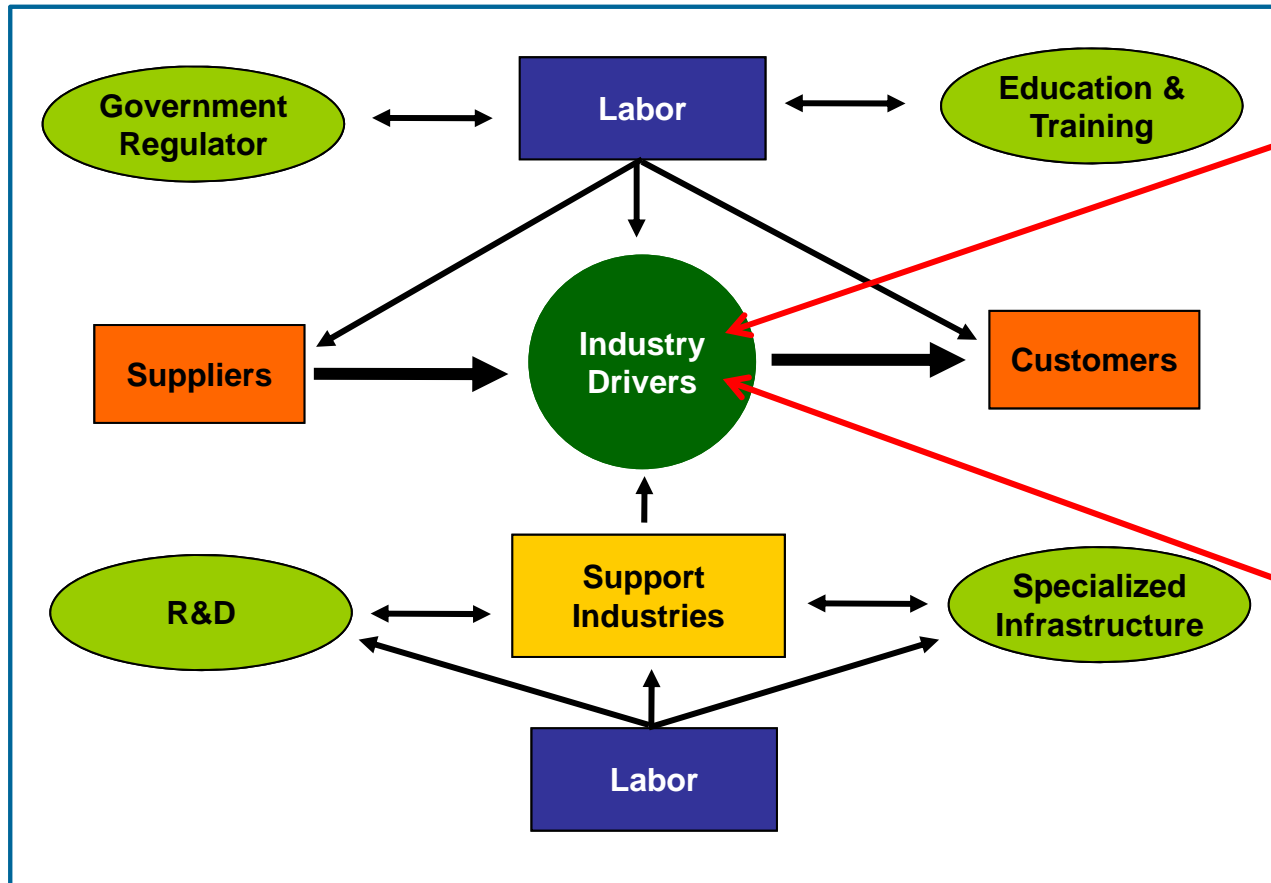 Government
Regulator
Labor
Education &
Training
Suppliers
Industry
Drivers
Customers
R&D
Support
Industries
Specialized
Infrastructure
Labor